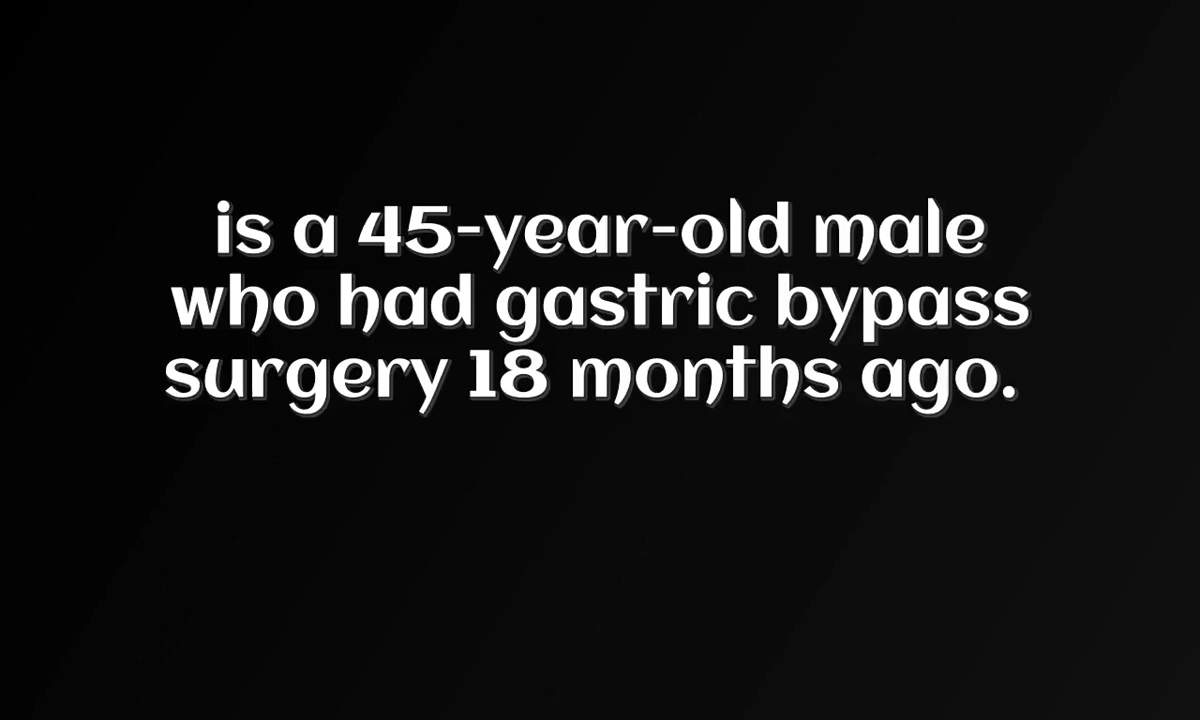 is a 45-year-old male
who had gastric bypass
surgery 18 months ago.